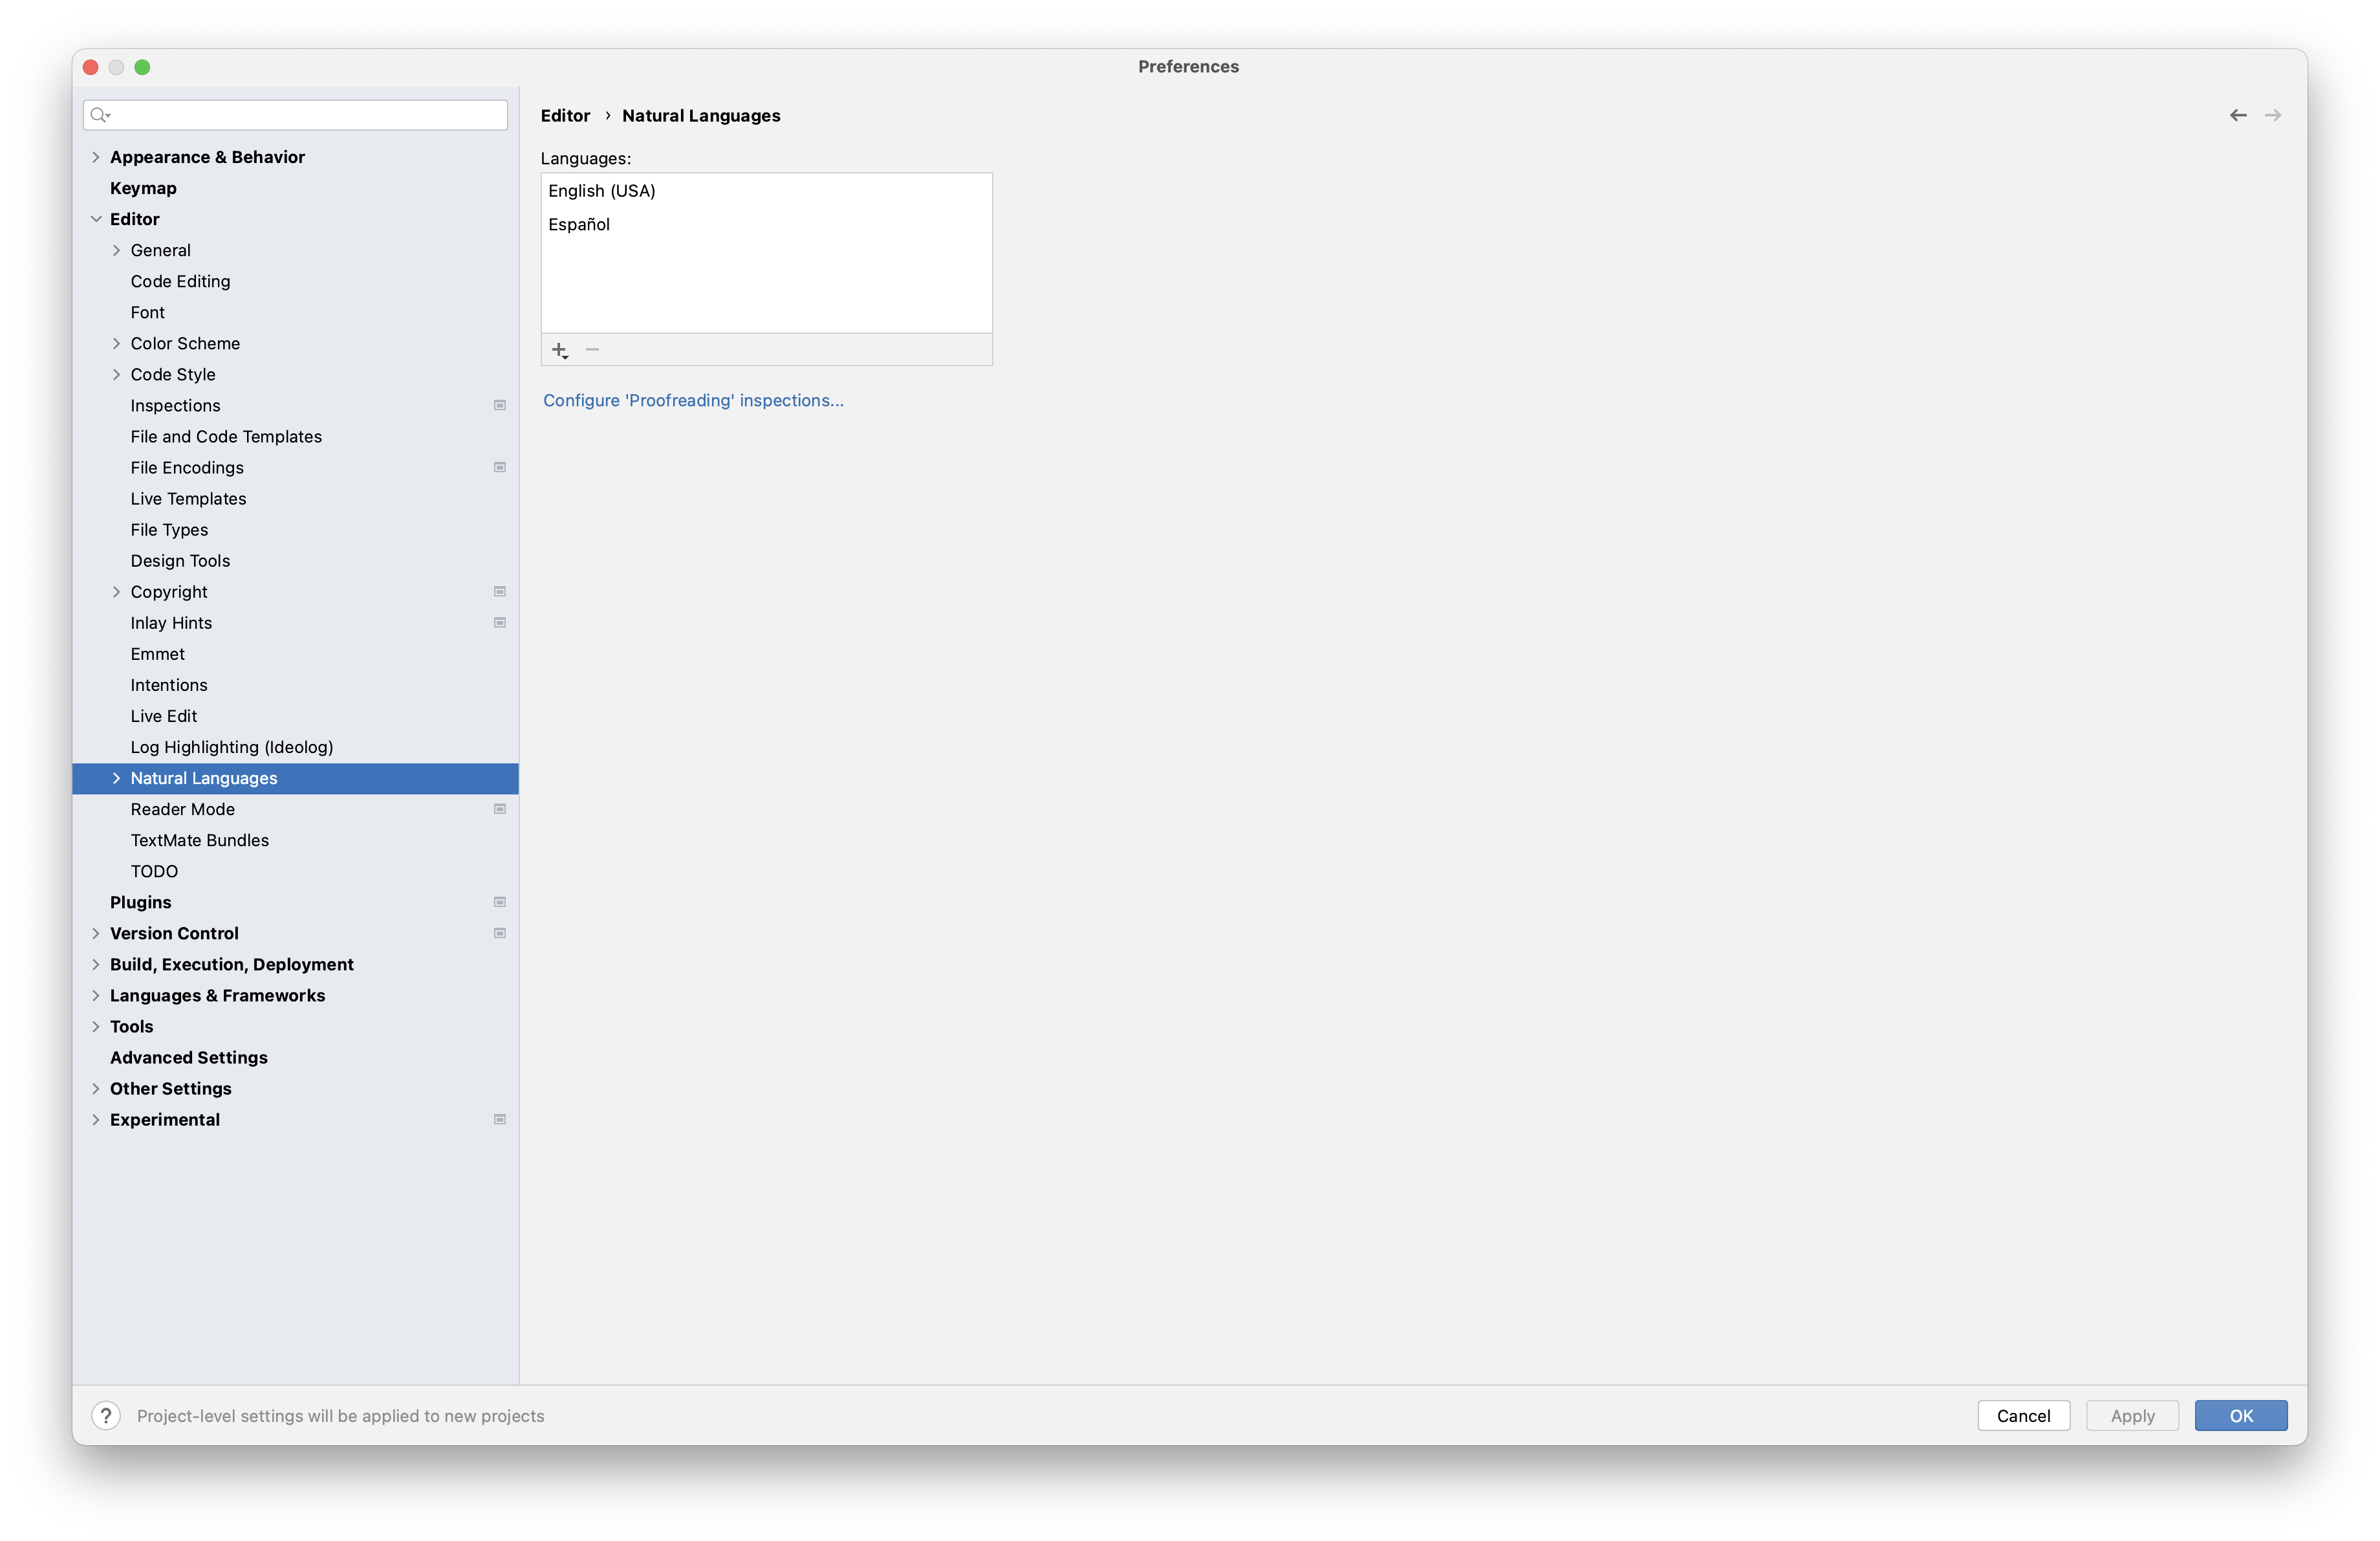 Preferences
Appearance & Behavior
Keymap
Editor
General
Code Editing
Font
Color Scheme
Code Style
Inspections
File and Code Templates
File Encodings
Live Templates
File Types
Design Tools
Copyright
Inlay Hints
Emmet
Intentions
Live Edit
Log Highlighting (Ideolog)
Natural Languages
Reader Mode
TextMate Bundles
TODO
Plugins
Version Control
Build, Execution, Deployment
Languages & Frameworks
Tools
Advanced Settings
Other Settings
Experimental
Editor › Natural Languages
Languages:
English (USA)
Español
Configure 'Proofreading' inspections...
? Project-level settings will be applied to new projects
Cancel Apply OK